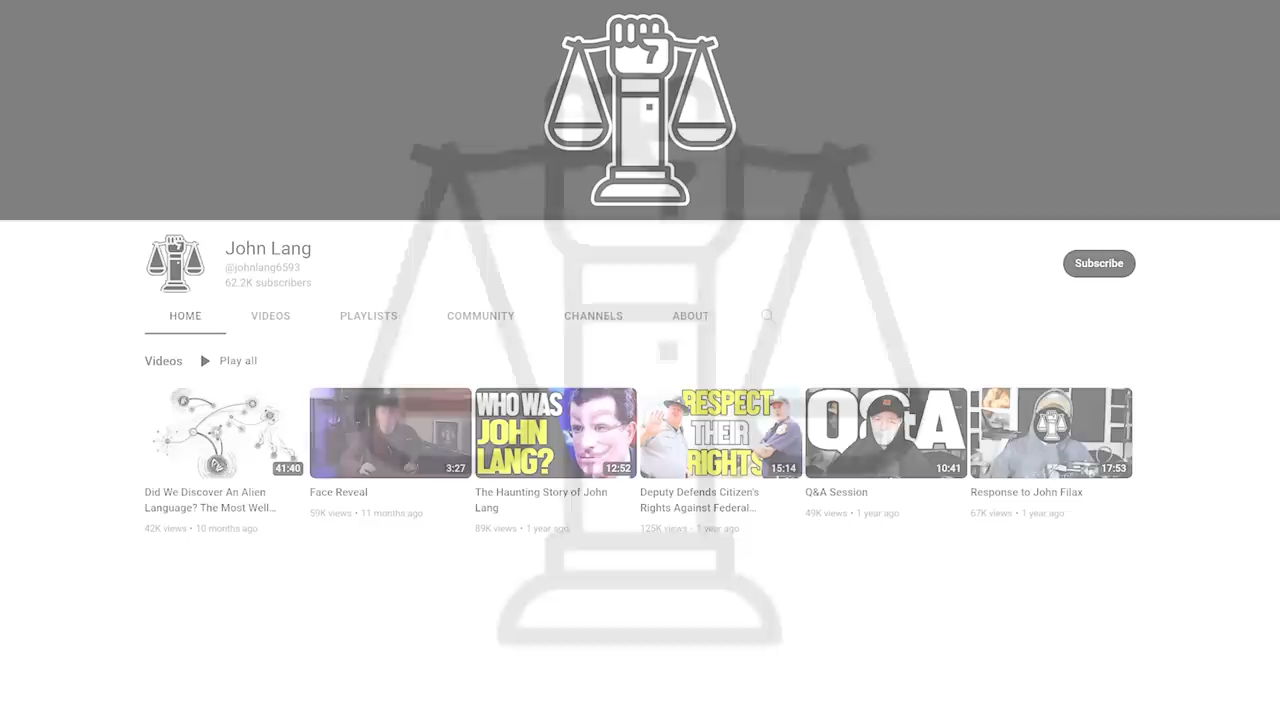 John Lang
@johnlang6593
62.2K subscribers
Subscribe
HOME VIDEOS PLAYLISTS COMMUNITY CHANNELS ABOUT
Videos Play all
41:40
3:27
WHO WAS
JOHN
LANG?
12:52
RESPECT
THEIR
RIGHTS
15:14
Q&A
10:41
17:53
Did We Discover An Alien
Language? The Most Well...
42K views • 10 months ago
Face Reveal
59K views • 11 months ago
The Haunting Story of John
Lang
89K views • 1 year ago
Deputy Defends Citizen's
Rights Against Federal...
125K views • 1 year ago
Q&A Session
49K views • 1 year ago
Response to John Filax
67K views • 1 year ago